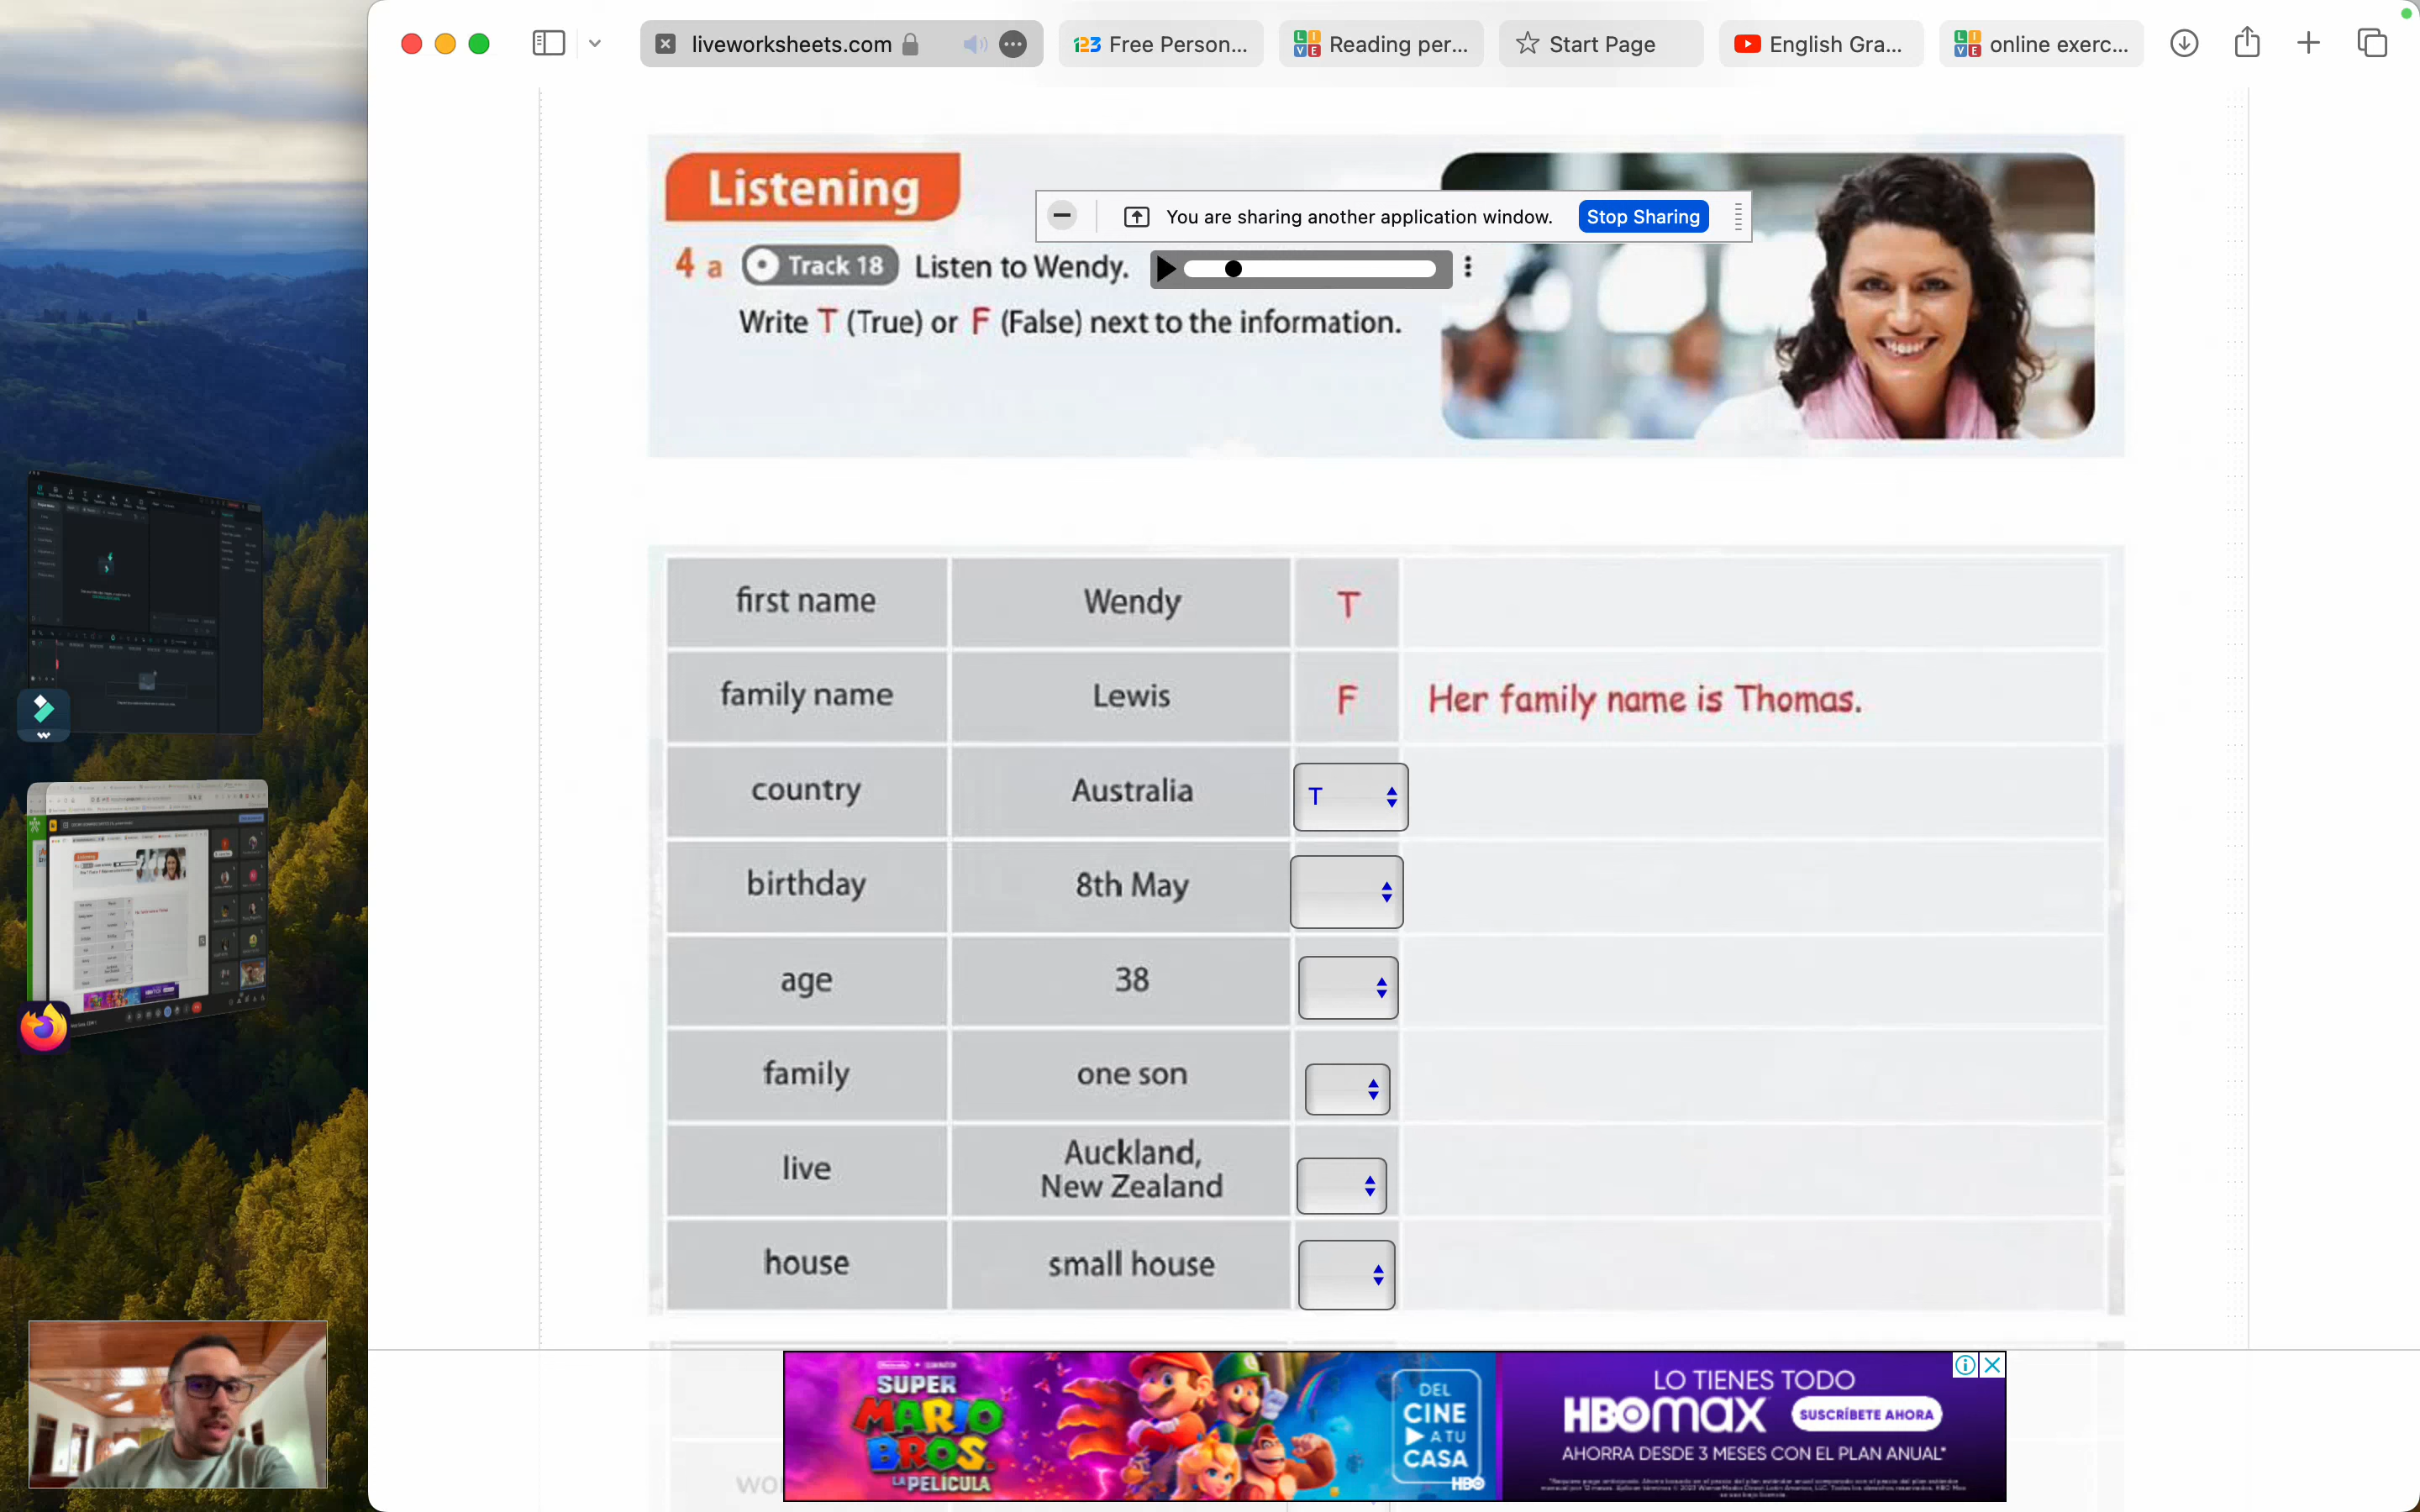 liveworksheets.com
Free Person...
Reading per...
Start Page
English Gra...
online exerc...
Listening
You are sharing another application window.
Stop Sharing
4 a Track 18 Listen to Wendy.
Write T (True) or F (False) next to the information.
first name Wendy T
family name Lewis F Her family name is Thomas.
country Australia T
birthday 8th May
age 38
family one son
live Auckland,
New Zealand
house small house
SUPER
MARIO
BROS.
LA PELÍCULA
DEL
CINE
A TU
CASA
HBO
LO TIENES TODO
HBOmax SUSCRÍBETE AHORA
AHORRA DESDE 3 MESES CON EL PLAN ANUAL*